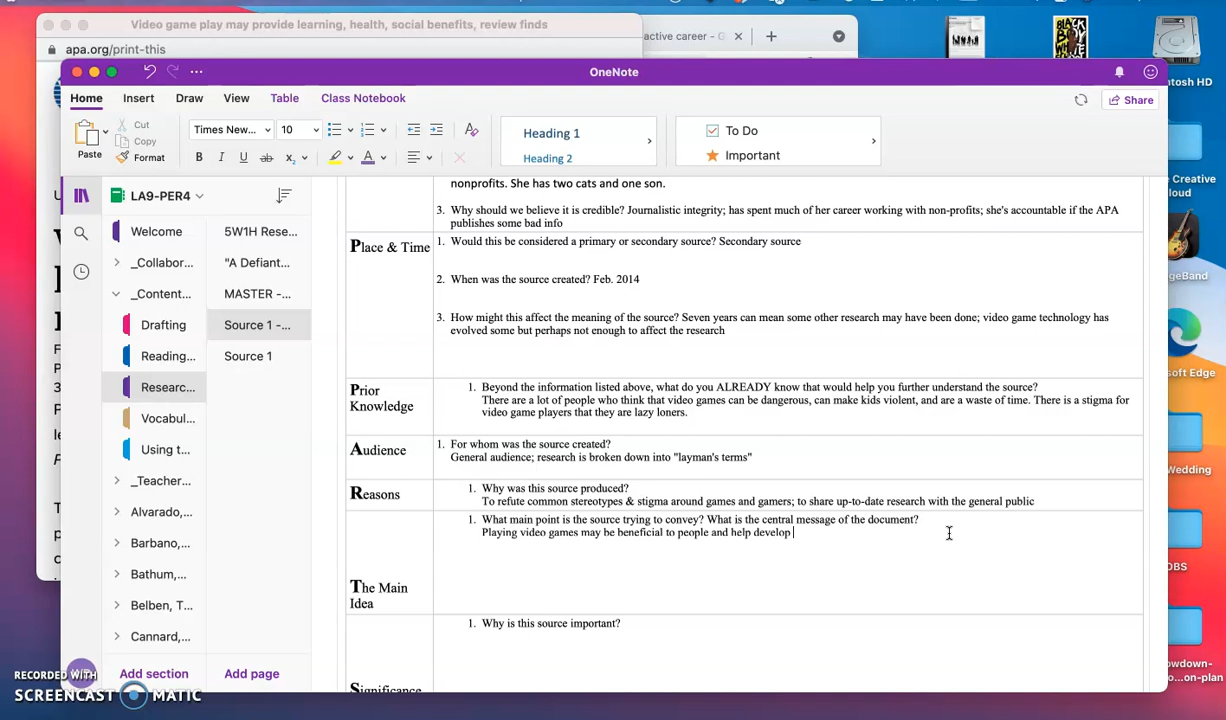 Video game play may provide learning, health, social benefits, review finds
apa.org/print-this
active career - G
OneNote
Home Insert Draw View Table Class Notebook
Share
Paste
Cut
Copy
Format
Times New... 10
B I U ab X2 A
Heading 1
Heading 2
To Do
Important
LA9-PER4
Welcome
_Collabor...
_Content...
Drafting
Reading...
Researc...
Vocabul...
Using t...
_Teacher...
Alvarado,...
Barbano,...
Bathum,...
Belben, T...
Cannard,...
Add section
5W1H Rese...
"A Defiant...
MASTER -...
Source 1 -...
Source 1
Add page
nonprofits. She has two cats and one son.
3. Why should we believe it is credible? Journalistic integrity; has spent much of her career working with non-profits; she's accountable if the APA
publishes some bad info
Place & Time
1. Would this be considered a primary or secondary source? Secondary source
2. When was the source created? Feb. 2014
3. How might this affect the meaning of the source? Seven years can mean some other research may have been done; video game technology has
evolved some but perhaps not enough to affect the research
Prior
Knowledge
1. Beyond the information listed above, what do you ALREADY know that would help you further understand the source?
There are a lot of people who think that video games can be dangerous, can make kids violent, and are a waste of time. There is a stigma for
video game players that they are lazy loners.
Audience
1. For whom was the source created?
General audience; research is broken down into "layman's terms"
Reasons
1. Why was this source produced?
To refute common stereotypes & stigma around games and gamers; to share up-to-date research with the general public
1. What main point is the source trying to convey? What is the central message of the document?
Playing video games may be beneficial to people and help develop
The Main
Idea
1. Why is this source important?
Significance
ntosh HD
e Creative
loud
geBand
soft Edge
Wedding
OBS
owdown-
...on-plan
RECORDED WITH
SCREENCAST MATIC